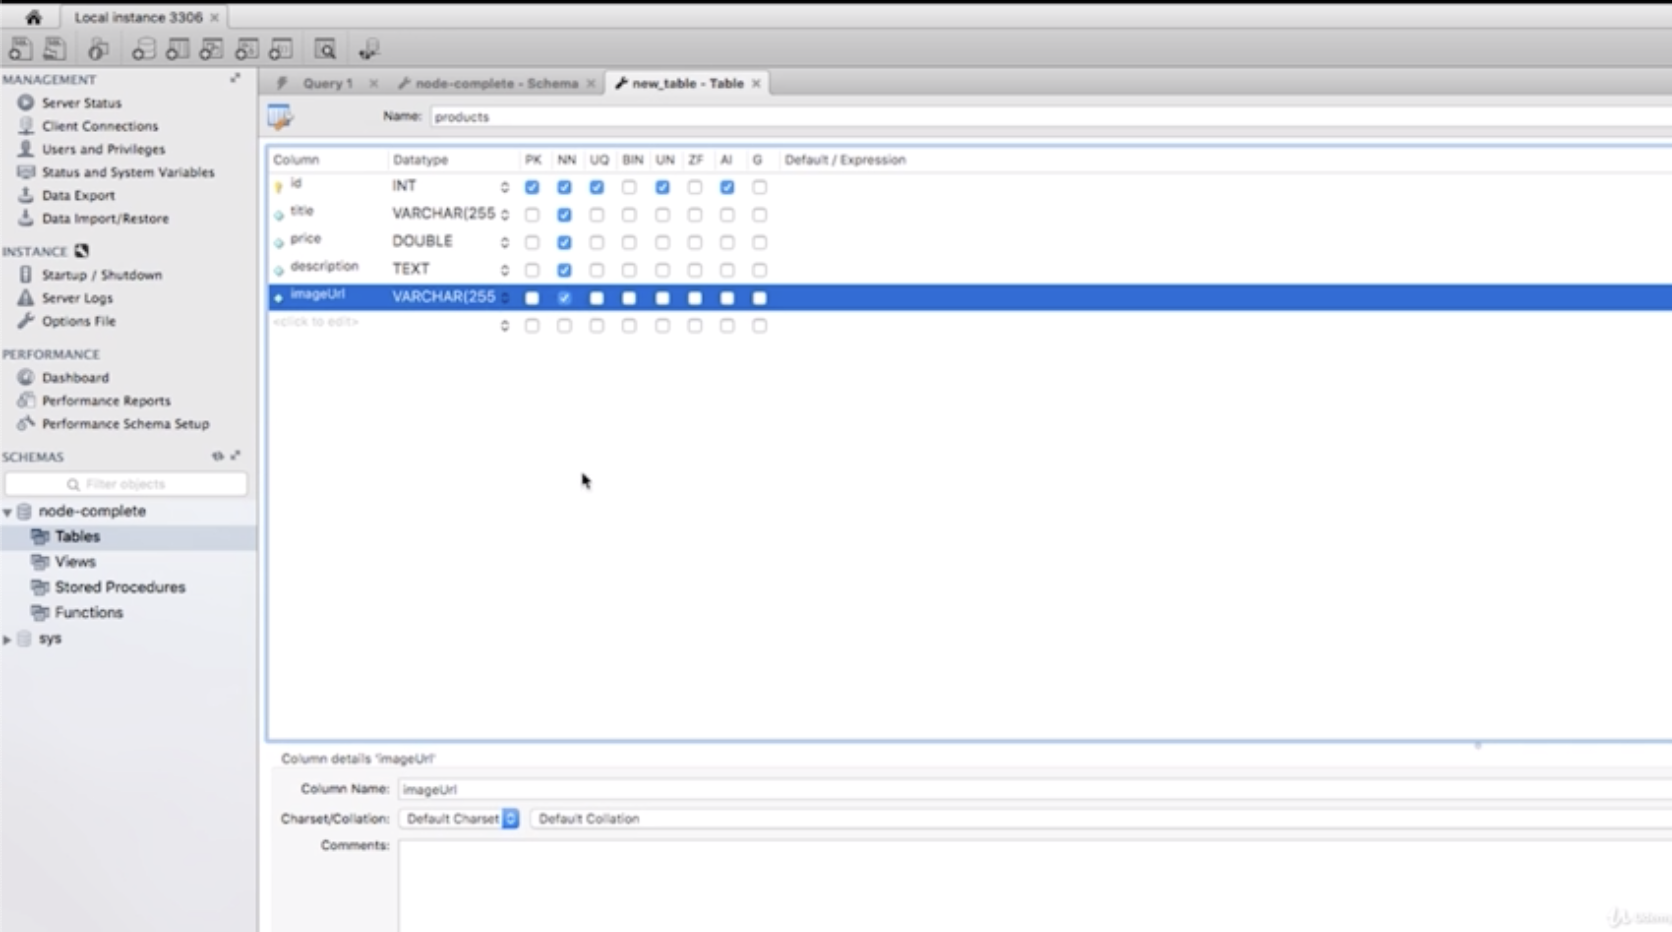 Local instance 3306
MANAGEMENT
Server Status
Client Connections
Users and Privileges
Status and System Variables
Data Export
Data Import/Restore
INSTANCE
Startup / Shutdown
Server Logs
Options File
PERFORMANCE
Dashboard
Performance Reports
Performance Schema Setup
SCHEMAS
Filter objects
node-complete
Tables
Views
Stored Procedures
Functions
sys
Query 1 node-complete - Schema new_table - Table
Name: products
Column Datatype PK NN UQ BIN UN ZF AI G Default / Expression
id INT
title VARCHAR(255
price DOUBLE
description TEXT
imageUrl VARCHAR(255
<click to edit>
Column details 'imageUrl'
Column Name: imageUrl
Charset/Collation: Default Charset Default Collation
Comments:
Udemy